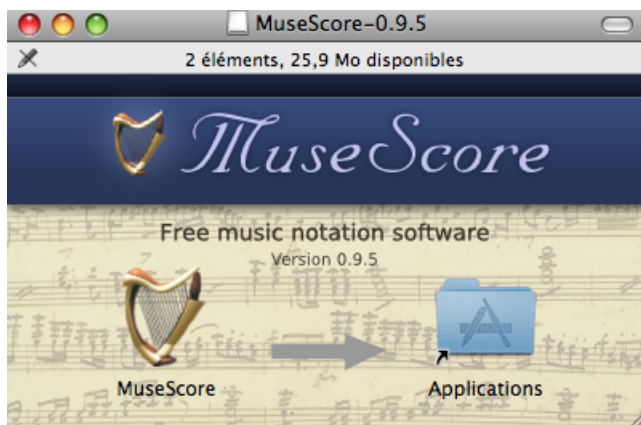 MuseScore-0.9.5
2 éléments, 25,9 Mo disponibles
MuseScore
Free music notation software
Version 0.9.5
MuseScore
Applications